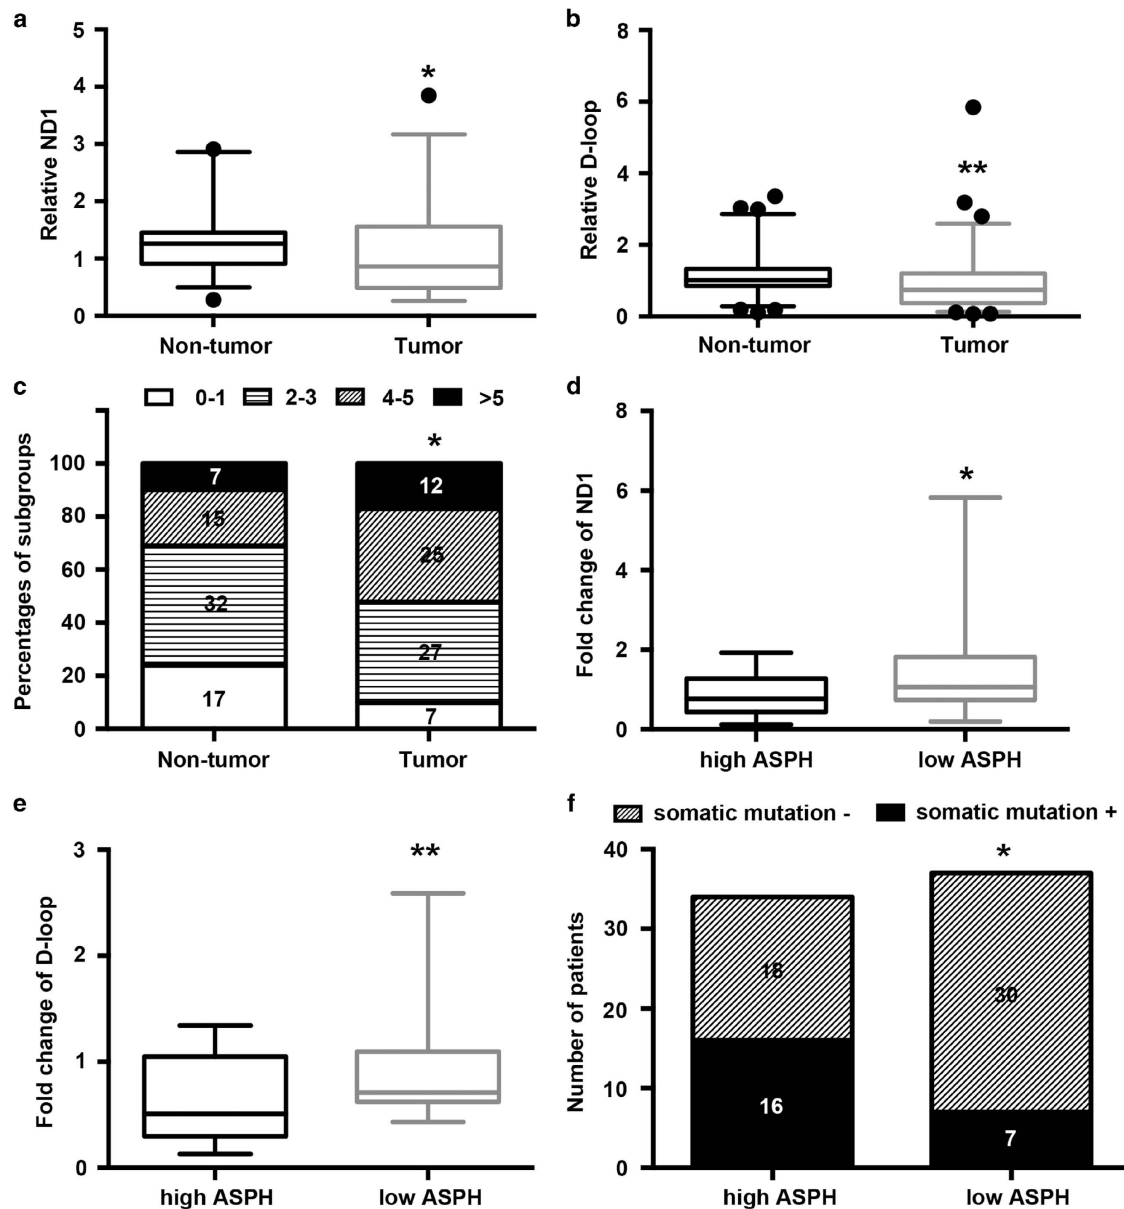 a
5
4
3
2
1
0
Relative ND1
*
Non-tumor
Tumor
b
8
6
4
2
0
Relative D-loop
**
Non-tumor
Tumor
c
0-1 2-3 4-5 >5
100
80
60
40
20
0
Percentages of subgroups
*
7
15
32
17
12
25
27
7
Non-tumor
Tumor
d
8
6
4
2
0
Fold change of ND1
*
high ASPH
low ASPH
e
3
2
1
0
Fold change of D-loop
**
high ASPH
low ASPH
f
somatic mutation - somatic mutation +
40
30
20
10
0
Number of patients
*
18
16
30
7
high ASPH
low ASPH